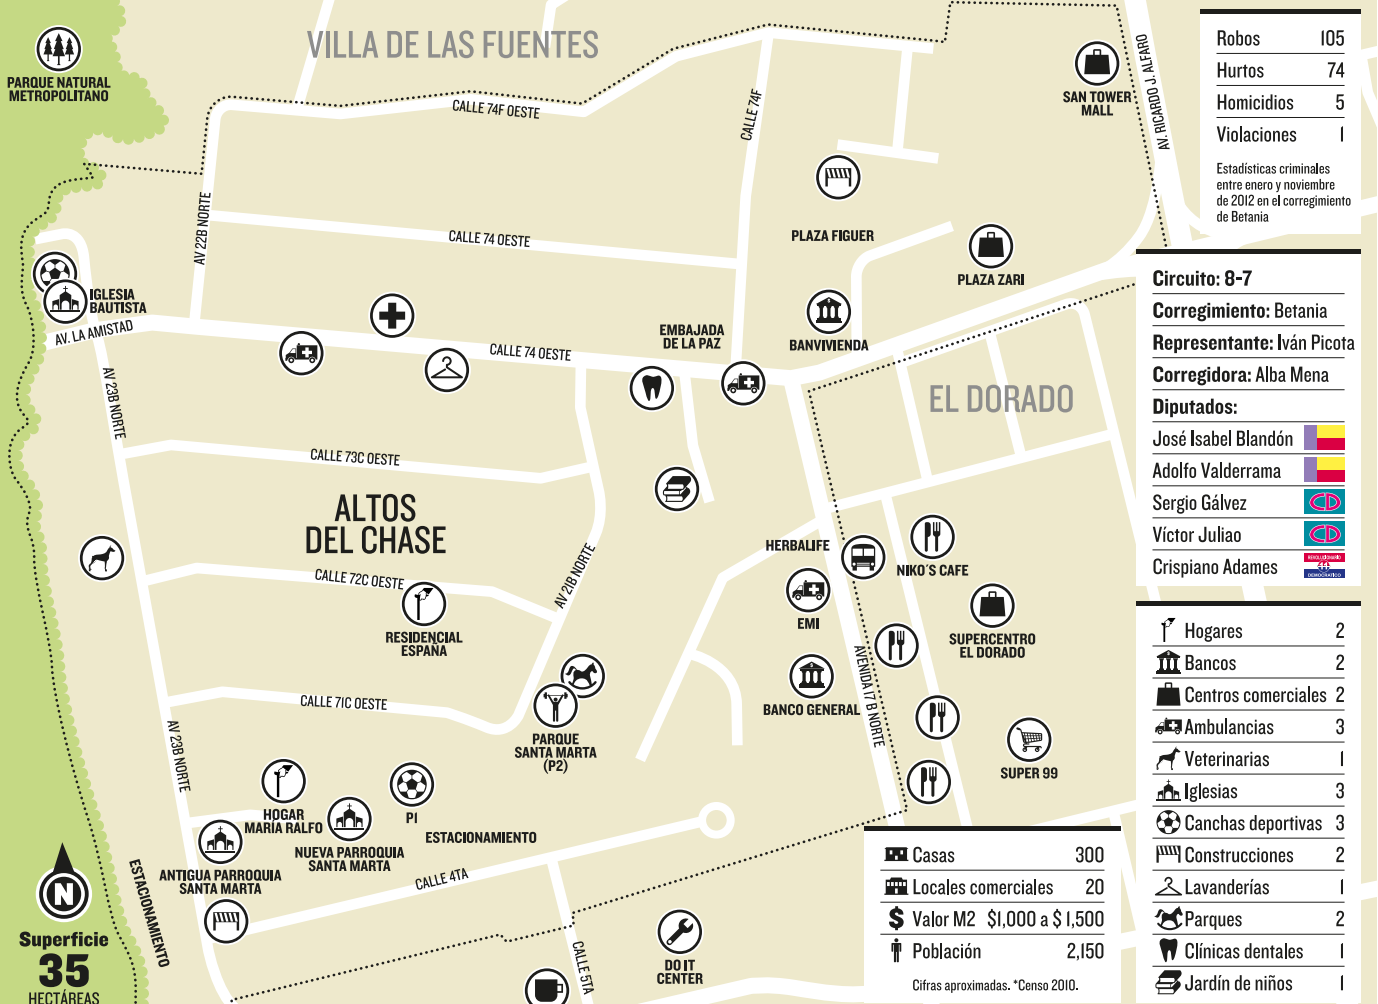 PARQUE NATURAL
METROPOLITANO
VILLA DE LAS FUENTES
CALLE 74F OESTE
CALLE 74F
SAN TOWER
MALL
AV. RICARDO J. ALFARO
Robos 105
Hurtos 74
Homicidios 5
Violaciones 1
Estadísticas criminales
entre enero y noviembre
de 2012 en el corregimiento
de Betania
AV 22B NORTE
CALLE 74 OESTE
PLAZA FIGUER
PLAZA ZARI
IGLESIA
BAUTISTA
AV. LA AMISTAD
CALLE 74 OESTE
EMBAJADA
DE LA PAZ
BANVIVIENDA
EL DORADO
AV 23B NORTE
CALLE 73C OESTE
ALTOS
DEL CHASE
CALLE 72C OESTE
AV 21B NORTE
RESIDENCIAL
ESPAÑA
HERBALIFE
NIKO´S CAFE
EMI
SUPERCENTRO
EL DORADO
AVENIDA 17 B NORTE
BANCO GENERAL
CALLE 71C OESTE
AV 23B NORTE
PARQUE
SANTA MARTA
(P2)
SUPER 99
HOGAR
MARÍA RALFO
P1
NUEVA PARROQUIA
SANTA MARTA
ESTACIONAMIENTO
ANTIGUA PARROQUIA
SANTA MARTA
CALLE 4TA
ESTACIONAMIENTO
CALLE 5TA
DO IT
CENTER
N
Superficie
35
HECTÁREAS
Circuito: 8-7
Corregimiento: Betania
Representante: Iván Picota
Corregidora: Alba Mena
Diputados:
José Isabel Blandón
Adolfo Valderrama
Sergio Gálvez CD
Víctor Juliao CD
Crispiano Adames REVOLUCIONARIO DEMOCRÁTICO
Hogares 2
Bancos 2
Centros comerciales 2
Ambulancias 3
Veterinarias 1
Iglesias 3
Canchas deportivas 3
Construcciones 2
Lavanderías 1
Parques 2
Clínicas dentales 1
Jardín de niños 1
Casas 300
Locales comerciales 20
$ Valor M2 $1,000 a $ 1,500
Población 2,150
Cifras aproximadas. *Censo 2010.